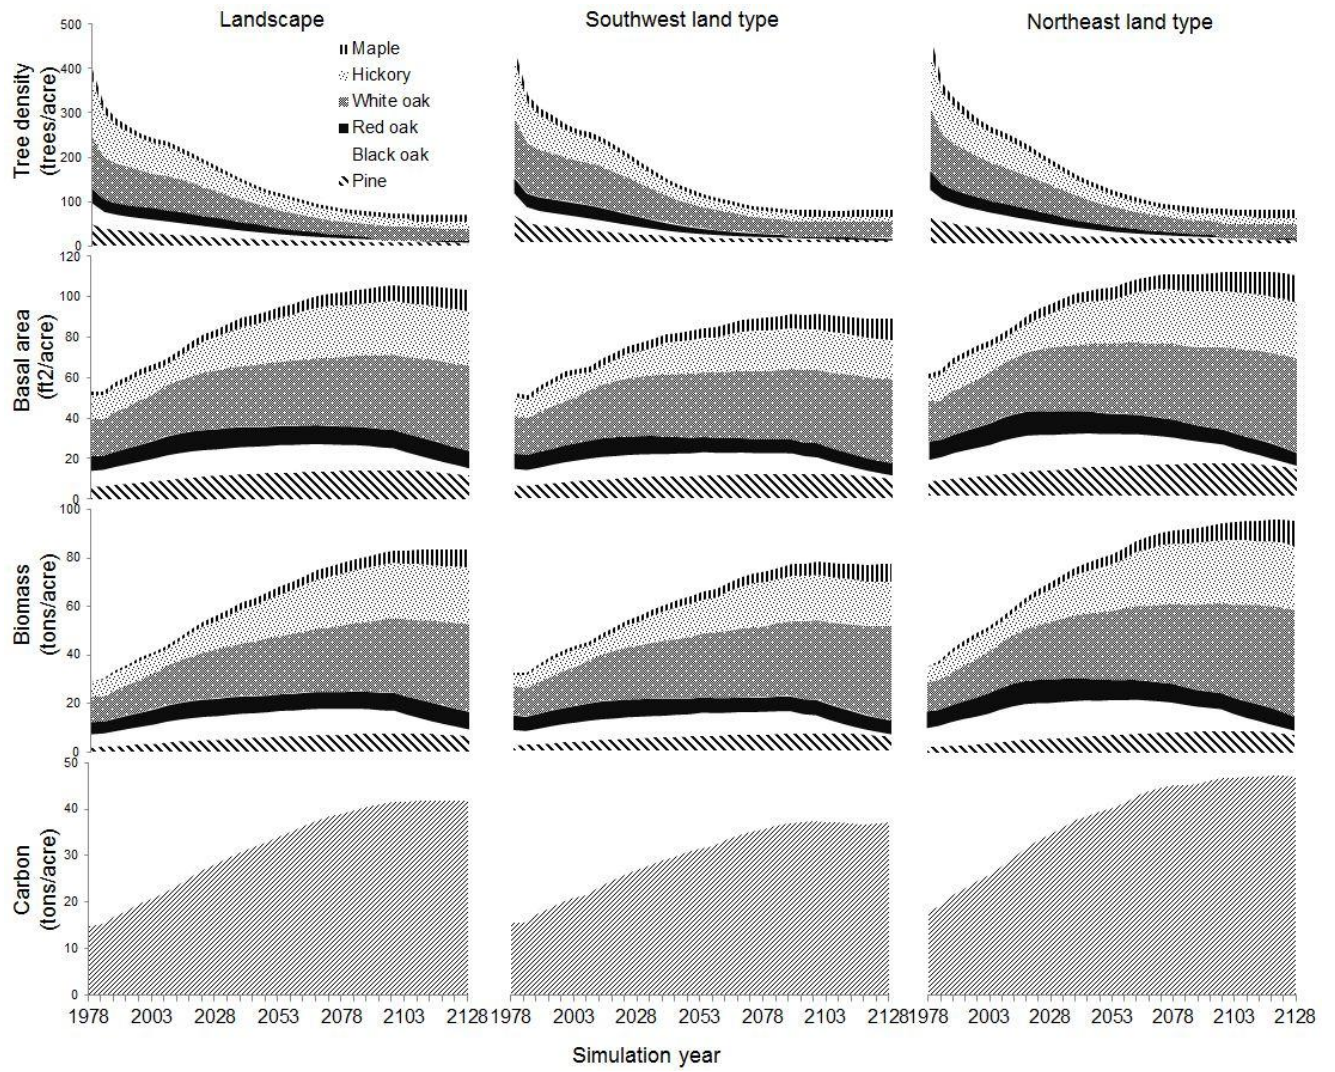 Landscape
Southwest land type
Northeast land type
Maple
Hickory
White oak
Red oak
Black oak
Pine
Tree density
(trees/acre)
500
400
300
200
100
0
Basal area
(ft2/acre)
120
100
80
60
40
20
0
Biomass
(tons/acre)
100
80
60
40
20
0
Carbon
(tons/acre)
50
40
30
20
10
0
1978 2003 2028 2053 2078 2103 2128
1978 2003 2028 2053 2078 2103 2128
1978 2003 2028 2053 2078 2103 2128
Simulation year